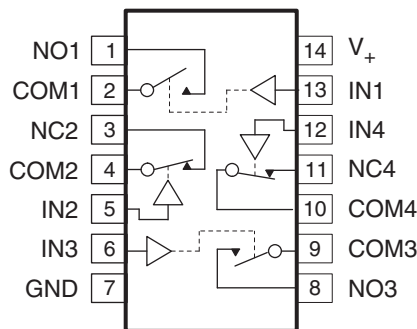 NO1 1 14 V+
COM1 2 13 IN1
NC2 3 12 IN4
COM2 4 11 NC4
IN2 5 10 COM4
IN3 6 9 COM3
GND 7 8 NO3